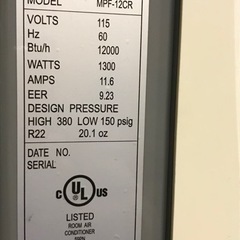 MODEL MPF-12CR
VOLTS 115
Hz 60
Btu/h 12000
WATTS 1300
AMPS 11.6
EER 9.23
DESIGN PRESSURE
HIGH 380 LOW 150 psig
R22 20.1 oz
DATE NO.
SERIAL
C UL US
LISTED
ROOM AIR
CONDITIONER